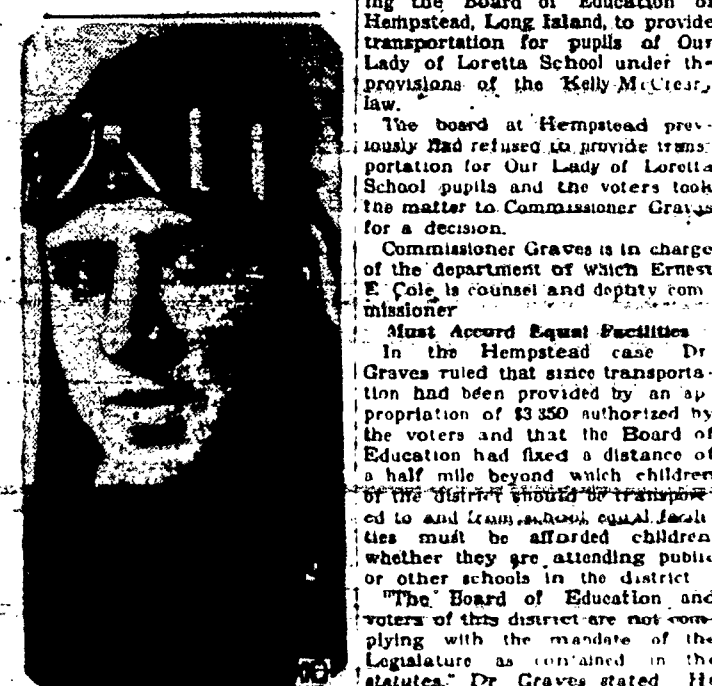 ing the Board of Education of
Hempstead, Long Island, to provide
transportation for pupils of Our
Lady of Loretta School under th-
provisions of the Kelly-McCreary
law.
The board at Hempstead prev-
iously had refused to provide trans-
portation for Our Lady of Loretta
School pupils and the voters took
the matter to Commissioner Graves
for a decision.
Commissioner Graves is in charge
of the department of which Ernest
E Cole is counsel and deputy com
missioner
Must Accord Equal Facilities
In the Hempstead case Dr
Graves ruled that since transporta-
tion had been provided by an ap
propriation of $3 350 authorized by
the voters and that the Board of
Education had fixed a distance of
a half mile beyond which children
of the district should be transport-
ed to and from school, equal facili
ties must be afforded children
whether they are attending public
or other schools in the district
"The Board of Education and
voters of this district are not com-
plying with the mandate of the
Legislature as contained in the
statutes." Dr Graves stated He